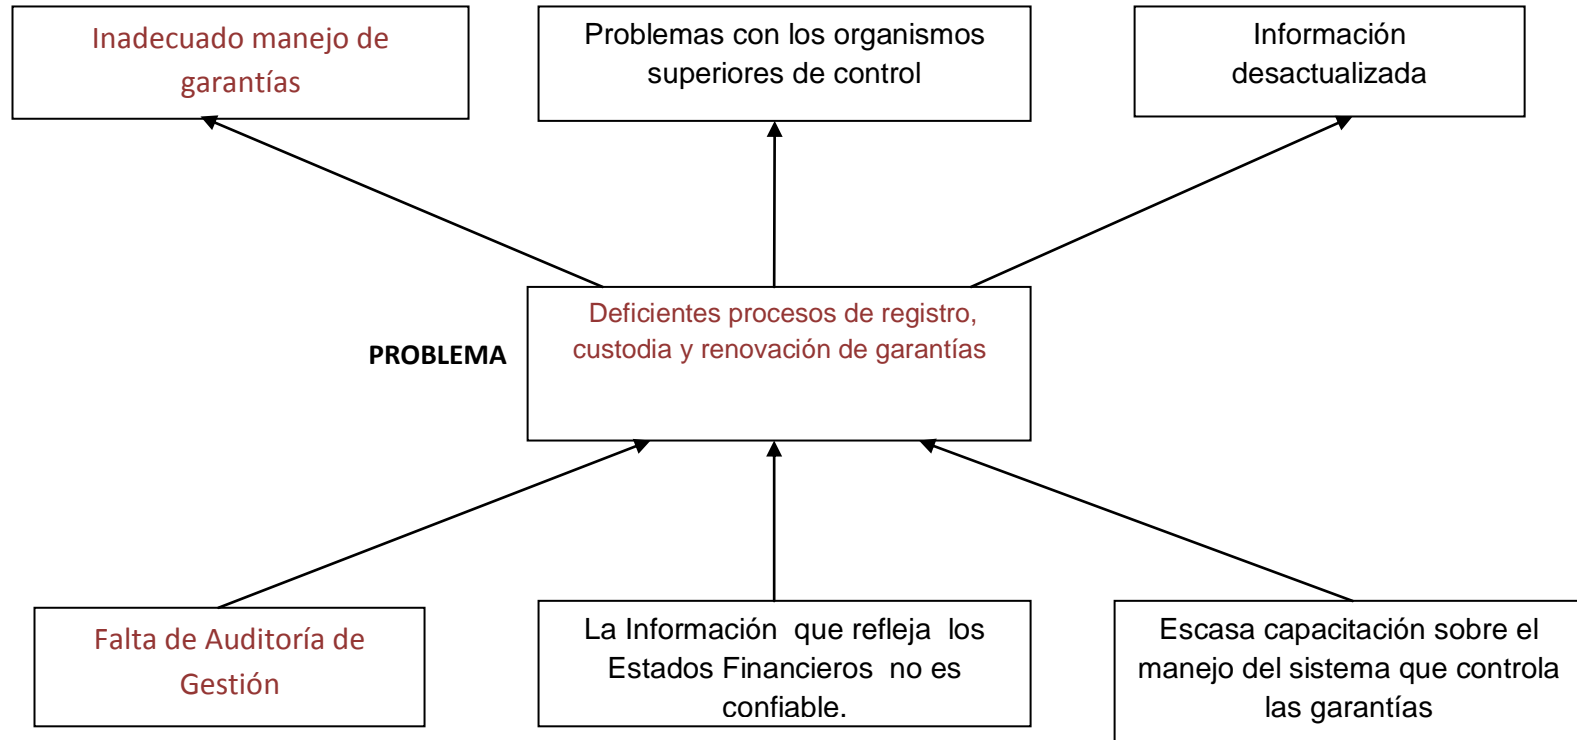 Inadecuado manejo de
garantías
Problemas con los organismos
superiores de control
Información
desactualizada
PROBLEMA
Deficientes procesos de registro,
custodia y renovación de garantías
Falta de Auditoría de
Gestión
La Información  que refleja  los
Estados Financieros  no es
confiable.
Escasa capacitación sobre el
manejo del sistema que controla
las garantías